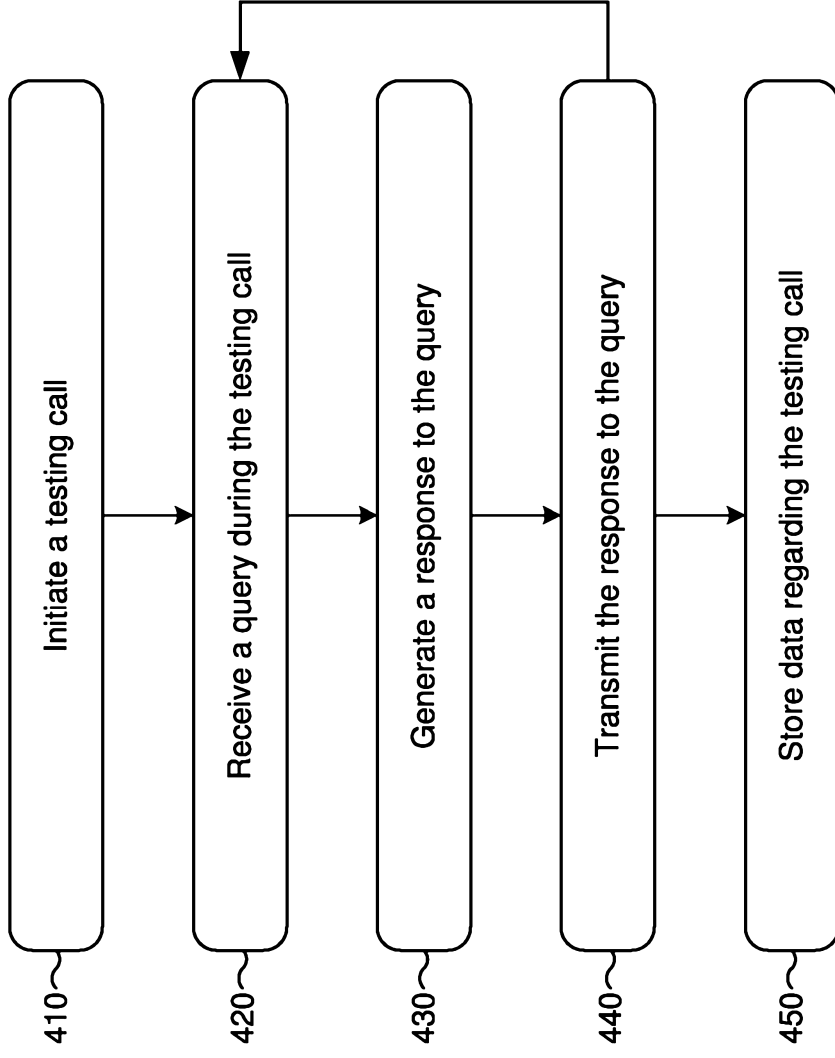 410
Initiate a testing call
420
Receive a query during the testing call
430
Generate a response to the query
440
Transmit the response to the query
450
Store data regarding the testing call